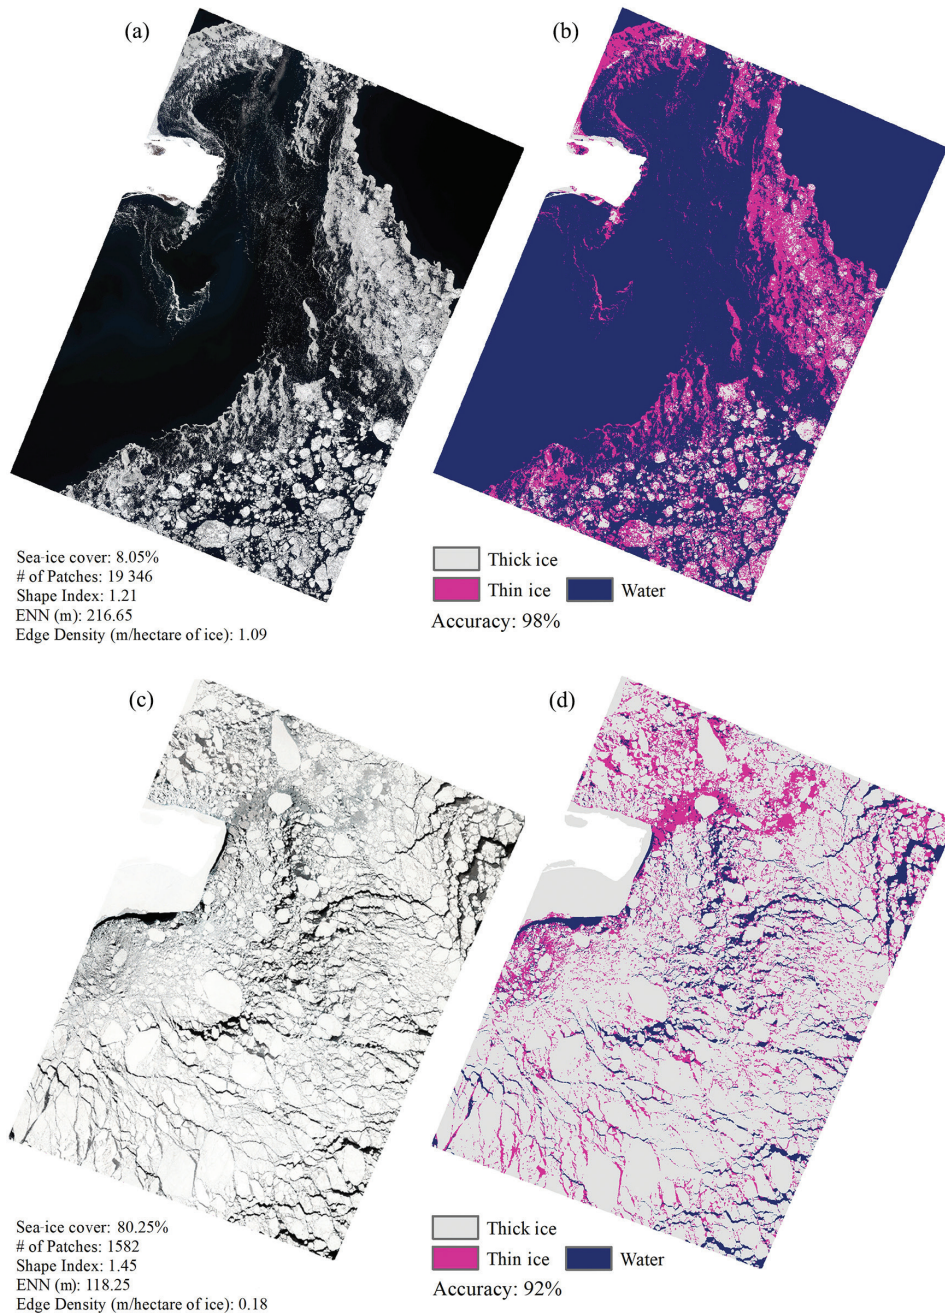 (a)
(b)
Sea-ice cover: 8.05%
# of Patches: 19 346
Shape Index: 1.21
ENN (m): 216.65
Edge Density (m/hectare of ice): 1.09
Thick ice
Thin ice
Water
Accuracy: 98%
(c)
(d)
Sea-ice cover: 80.25%
# of Patches: 1582
Shape Index: 1.45
ENN (m): 118.25
Edge Density (m/hectare of ice): 0.18
Thick ice
Thin ice
Water
Accuracy: 92%